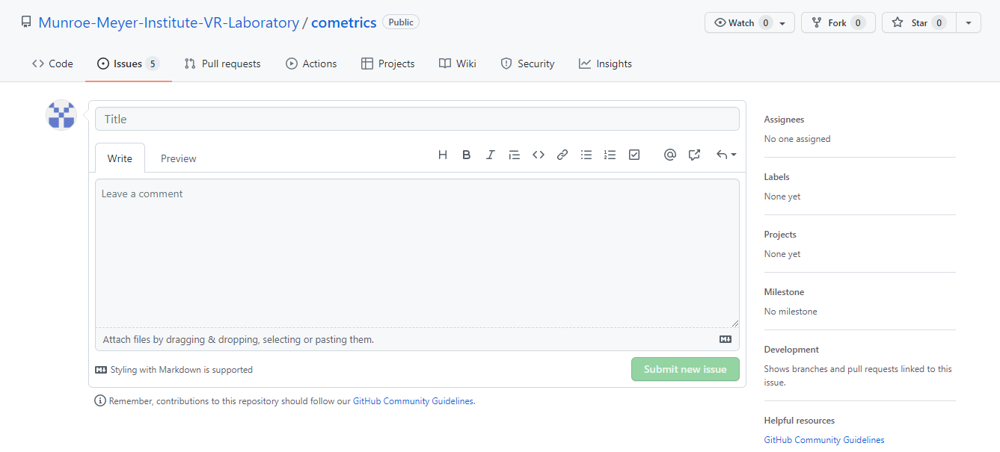 Munroe-Meyer-Institute-VR-Laboratory / cometrics Public
Watch 0 Fork 0 Star 0
Code Issues 5 Pull requests Actions Projects Wiki Security Insights
Title
Write Preview H B I @
Leave a comment
Attach files by dragging & dropping, selecting or pasting them.
Styling with Markdown is supported
Submit new issue
Remember, contributions to this repository should follow our GitHub Community Guidelines.
Assignees
No one assigned
Labels
None yet
Projects
None yet
Milestone
No milestone
Development
Shows branches and pull requests linked to this
issue.
Helpful resources
GitHub Community Guidelines